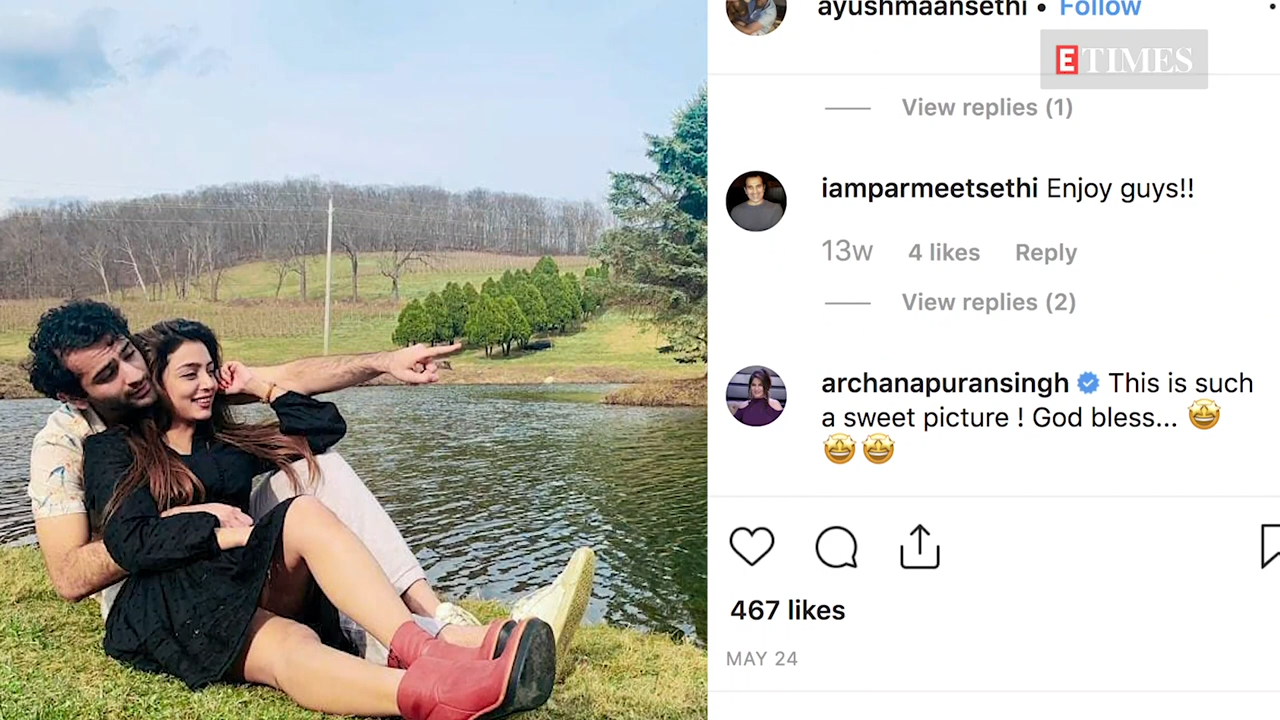 ayushmaansethi • Follow
E TIMES
View replies (1)
iamparmeetsethi Enjoy guys!!
13w 4 likes Reply
View replies (2)
archanapuransingh This is such
a sweet picture ! God bless... 🤩
🤩🤩
467 likes
MAY 24